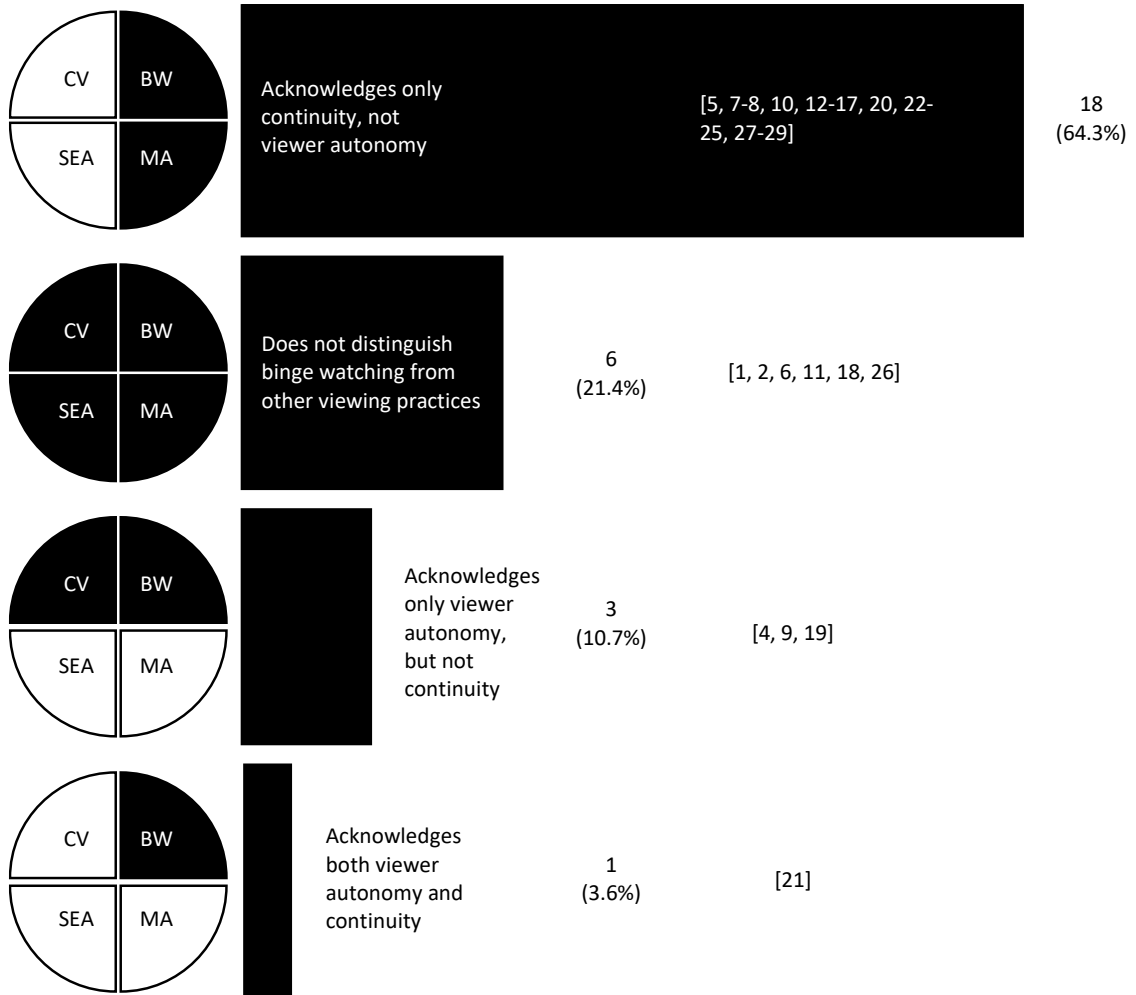 CV BW
SEA MA
Acknowledges only
continuity, not
viewer autonomy
[5, 7-8, 10, 12-17, 20, 22-
25, 27-29]
18
(64.3%)
CV BW
SEA MA
Does not distinguish
binge watching from
other viewing practices
6
(21.4%)
[1, 2, 6, 11, 18, 26]
CV BW
SEA MA
Acknowledges
only viewer
autonomy,
but not
continuity
3
(10.7%)
[4, 9, 19]
CV BW
SEA MA
Acknowledges
both viewer
autonomy and
continuity
1
(3.6%)
[21]